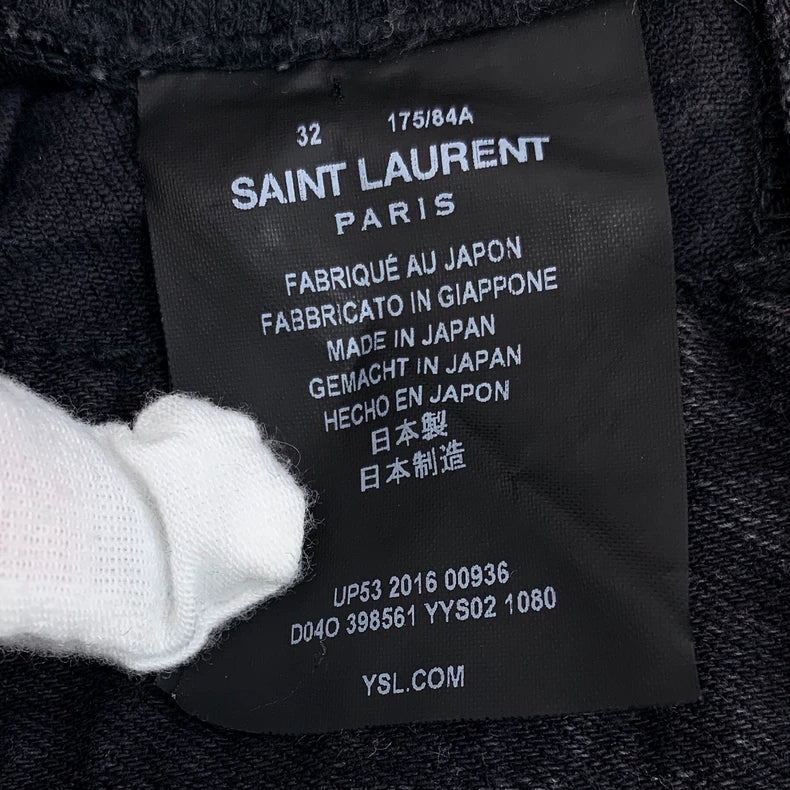 32 175/84A
SAINT LAURENT
PARIS
FABRIQUÉ AU JAPON
FABBRICATO IN GIAPPONE
MADE IN JAPAN
GEMACHT IN JAPAN
HECHO EN JAPON
日本製
日本制造
UP53 2016 00936
D04O 398561 YYS02 1080
YSL.COM